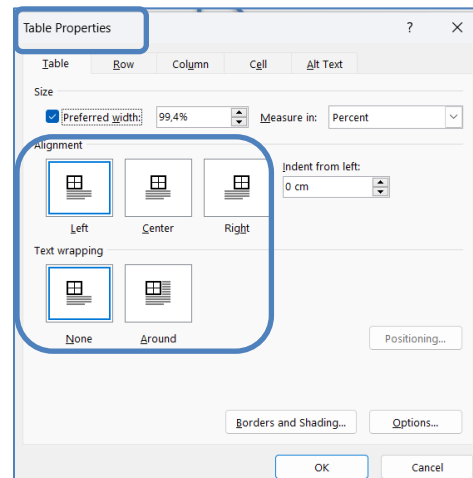 Table Properties ? ×
Table Row Column Cell Alt Text
Size
Preferred width: 99,4% Measure in: Percent
Alignment
Indent from left:
0 cm
Left Center Right
Text wrapping
None Around
Positioning...
Borders and Shading... Options...
OK Cancel